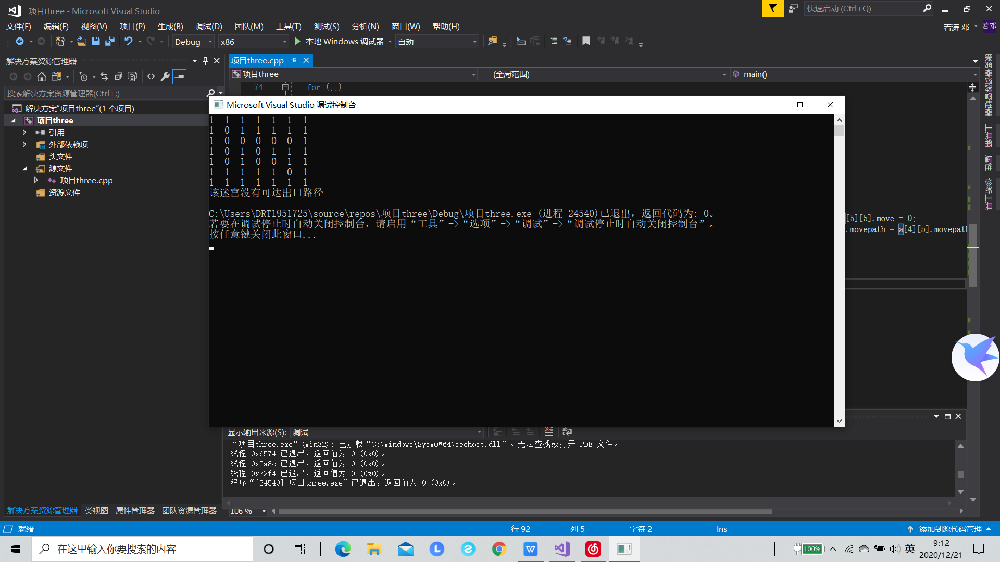 项目three - Microsoft Visual Studio
快速启动 (Ctrl+Q)
文件(F) 编辑(E) 视图(V) 项目(P) 生成(B) 调试(D) 团队(M) 工具(T) 测试(S) 分析(N) 窗口(W) 帮助(H)
若涛 邓 若邓
Debug x86 本地 Windows 调试器 自动
解决方案资源管理器
项目three.cpp
项目three (全局范围) main()
搜索解决方案资源管理器(Ctrl+;)
74 for (;;)
解决方案"项目three"(1 个项目)
项目three
引用
外部依赖项
头文件
源文件
项目three.cpp
资源文件
Microsoft Visual Studio 调试控制台
1 1 1 1 1 1 1
1 0 1 1 1 1 1
1 0 0 0 0 0 1
1 0 1 0 1 1 1
1 0 1 0 0 1 1
1 1 1 1 1 0 1
1 1 1 1 1 1 1
该迷宫没有可达出口路径
C:\Users\DRT1951725\source\repos\项目three\Debug\项目three.exe (进程 24540)已退出，返回代码为: 0。
若要在调试停止时自动关闭控制台，请启用“工具”->“选项”->“调试”->“调试停止时自动关闭控制台”。
按任意键关闭此窗口...
[5][5].move = 0;
.movepath = a[4][5].movepat
服务器资源管理器
工具箱
属性
诊断工具
显示输出来源(S): 调试
“项目three.exe”(Win32): 已加载“C:\Windows\SysWOW64\sechost.dll”。无法查找或打开 PDB 文件。
线程 0x6574 已退出，返回值为 0 (0x0)。
线程 0x5a8c 已退出，返回值为 0 (0x0)。
线程 0x32f4 已退出，返回值为 0 (0x0)。
程序“[24540] 项目three.exe”已退出，返回值为 0 (0x0)。
解决方案资源管理器 类视图 属性管理器 团队资源管理器
106 %
就绪 行 92 列 5 字符 2 Ins 添加到源代码管理
在这里输入你要搜索的内容
100% 英 9:12
2020/12/21